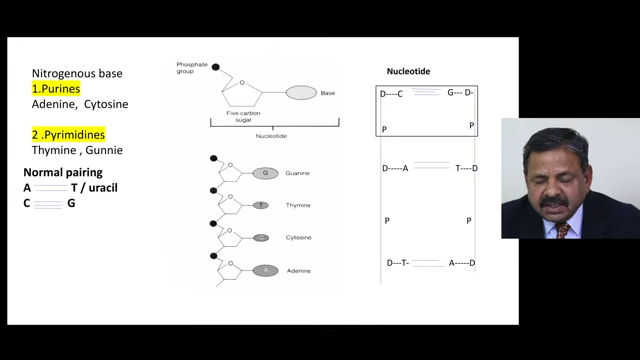 Nitrogenous base
1.Purines
Adenine, Cytosine
2 .Pyrimidines
Thymine , Gunnie
Normal pairing
A T / uracil
C G
Phosphate
group
O
Base
Five-carbon
sugar
Nucleotide
O G Guanine
O T Thymine
O C Cytosine
O A Adenine
Nucleotide
D----C G--- D-
P P
D----A T----D
P P
D---T- A-----D